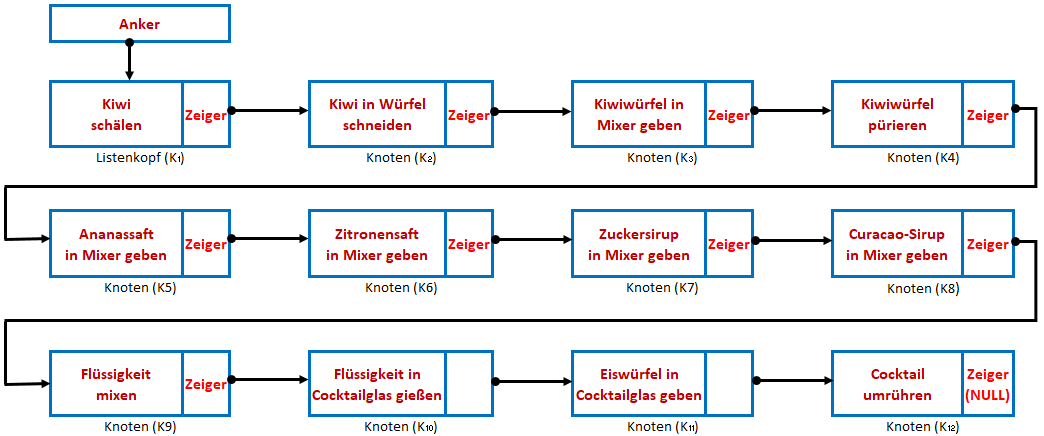 Anker
Kiwi
schälen
Zeiger
Kiwi in Würfel
schneiden
Zeiger
Kiwiwürfel in
Mixer geben
Zeiger
Kiwiwürfel
pürieren
Zeiger
Listenkopf (K1)
Knoten (K2)
Knoten (K3)
Knoten (K4)
Ananassaft
in Mixer geben
Zeiger
Zitronensaft
in Mixer geben
Zeiger
Zuckersirup
in Mixer geben
Zeiger
Curacao-Sirup
in Mixer geben
Zeiger
Knoten (K5)
Knoten (K6)
Knoten (K7)
Knoten (K8)
Flüssigkeit
mixen
Zeiger
Flüssigkeit in
Cocktailglas gießen
Eiswürfel in
Cocktailglas geben
Cocktail
umrühren
Zeiger
(NULL)
Knoten (K9)
Knoten (K10)
Knoten (K11)
Knoten (K12)